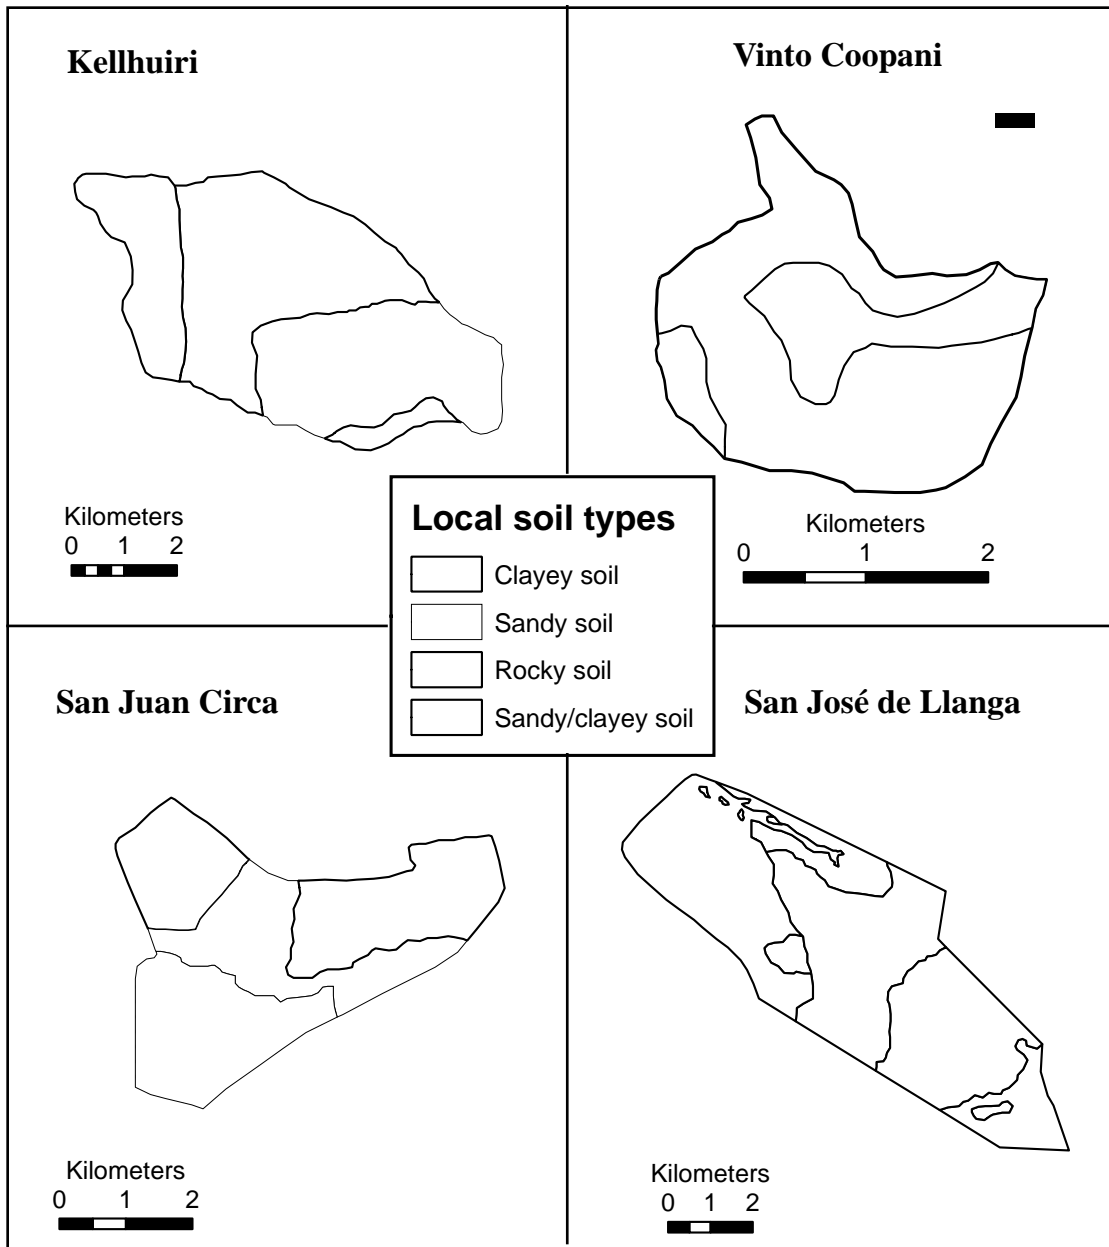 Kellhuiri
Vinto Coopani
Kilometers
0 1 2
Kilometers
0 1 2
Local soil types
Clayey soil
Sandy soil
Rocky soil
Sandy/clayey soil
San Juan Circa
San José de Llanga
Kilometers
0 1 2
Kilometers
0 1 2